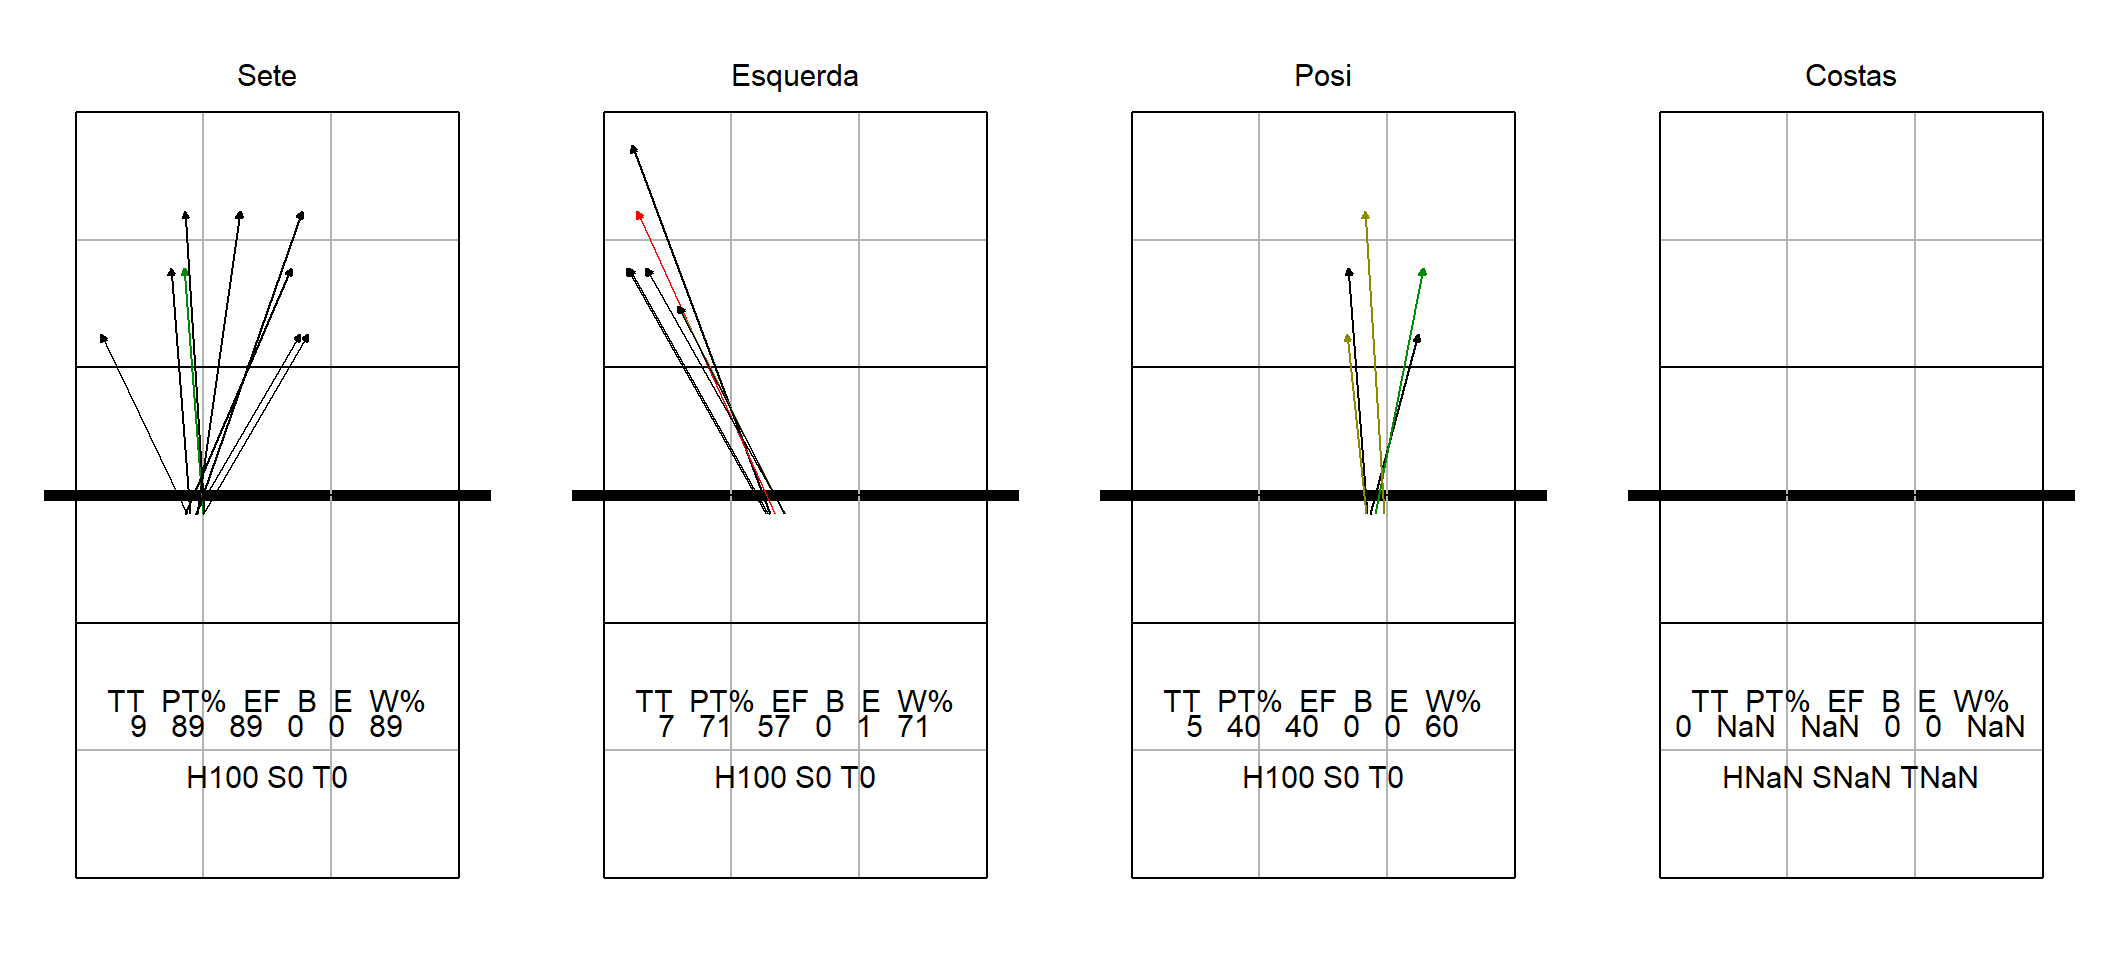 Sete
TT PT% EF B E W%
9 89 89 0 0 89
H100 S0 T0
Esquerda
TT PT% EF B E W%
7 71 57 0 1 71
H100 S0 T0
Posi
TT PT% EF B E W%
5 40 40 0 0 60
H100 S0 T0
Costas
TT PT% EF B E W%
0 NaN NaN 0 0 NaN
HNaN SNaN TNaN